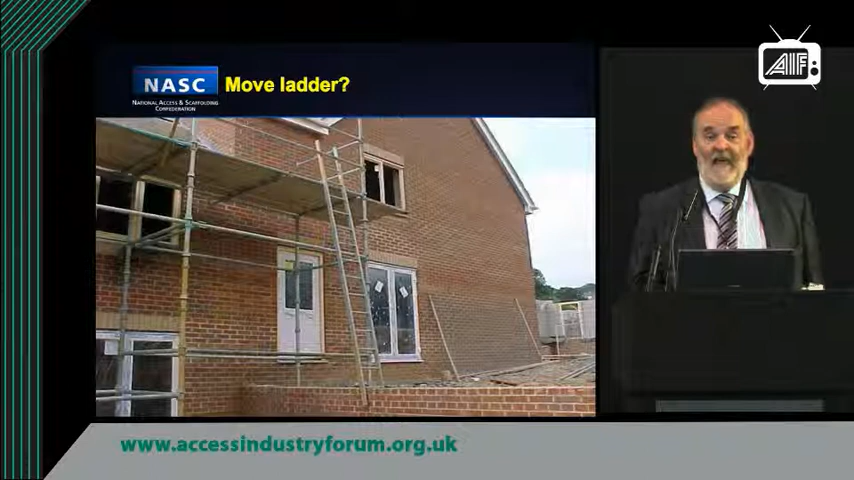 AIF
NASC
Move ladder?
NATIONAL ACCESS & SCAFFOLDING
CONFEDERATION
www.accessindustryforum.org.uk